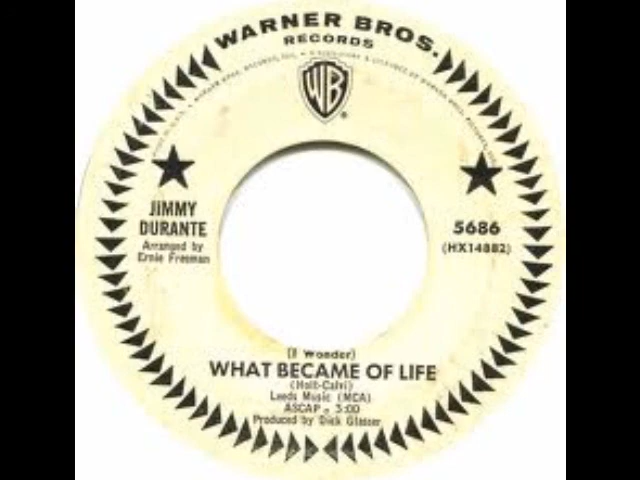 WARNER BROS.
RECORDS
WB
JIMMY
DURANTE
Arranged by
Ernie Freeman
5686
(HX14882)
(I Wonder)
WHAT BECAME OF LIFE
(Holt-Calvi)
Leeds Music (MCA)
ASCAP 3:00
Produced by Dick Glasser